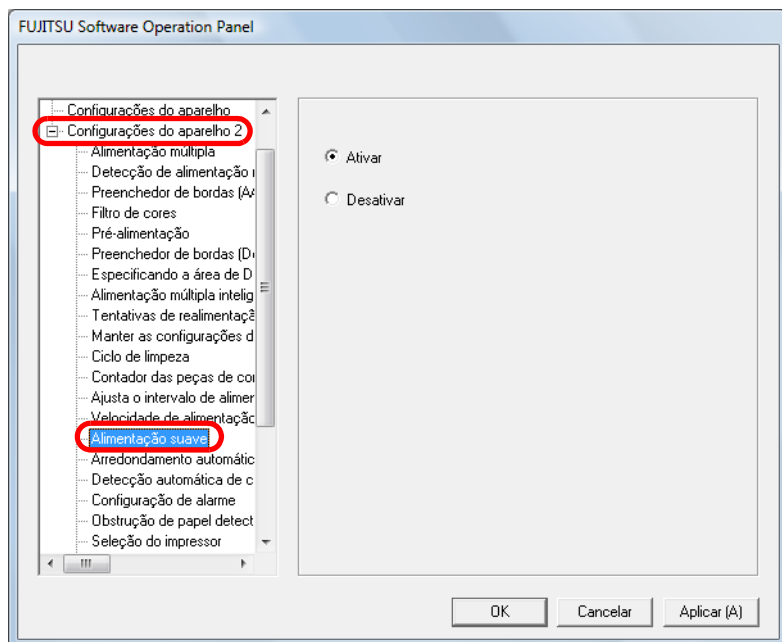 FUJITSU Software Operation Panel
Configurações do aparelho
Configurações do aparelho 2
Alimentação múltipla
Detecção de alimentação
Preenchedor de bordas (A
Filtro de cores
Pré-alimentação
Preenchedor de bordas (D
Especificando a área de D
Alimentação múltipla intelig
Tentativas de realimentaçã
Manter as configurações d
Ciclo de limpeza
Contador das peças de co
Ajusta o intervalo de alimer
Velocidade de alimentaçã
Alimentação suave
Arredondamento automátic
Detecção automática de c
Configuração de alarme
Obstrução de papel detect
Seleção do impressor
Ativar
Desativar
OK Cancelar Aplicar (A)